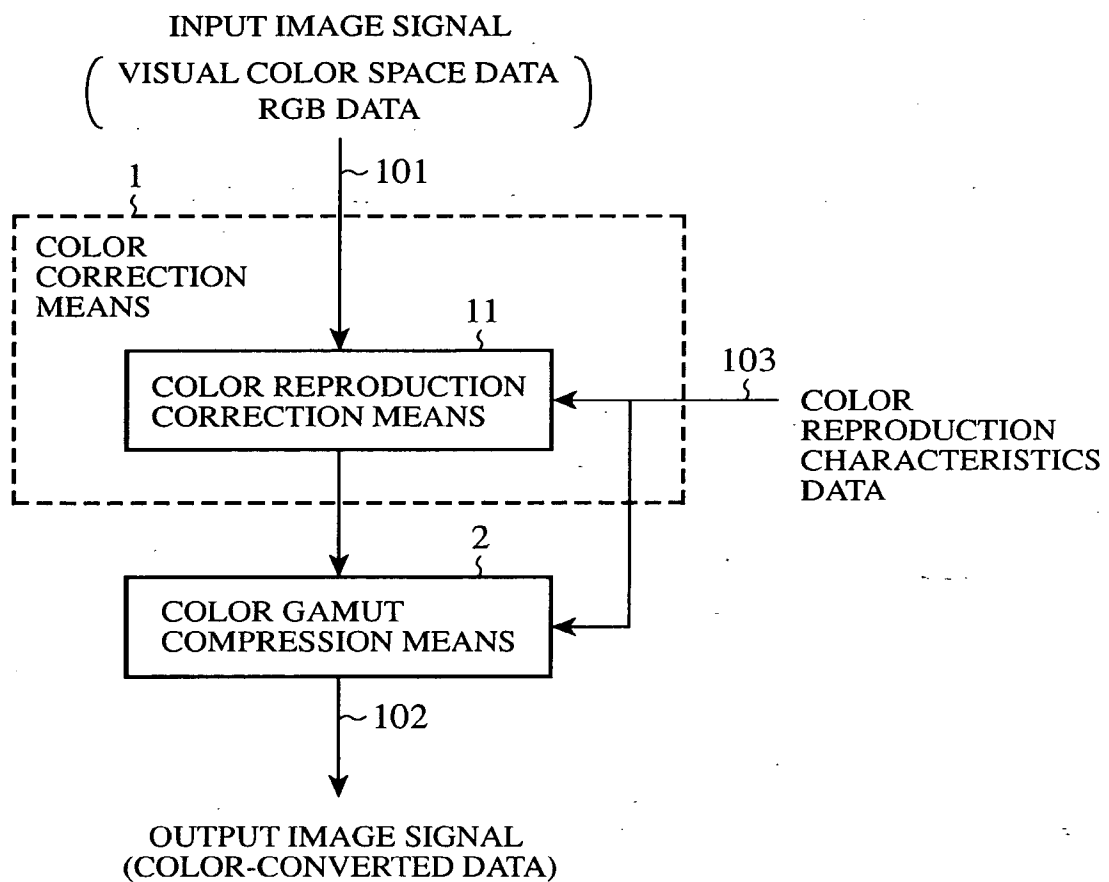 INPUT IMAGE SIGNAL
( VISUAL COLOR SPACE DATA
RGB DATA )
101
1
COLOR
CORRECTION
MEANS
11
COLOR REPRODUCTION
CORRECTION MEANS
103
COLOR
REPRODUCTION
CHARACTERISTICS
DATA
2
COLOR GAMUT
COMPRESSION MEANS
102
OUTPUT IMAGE SIGNAL
(COLOR-CONVERTED DATA)